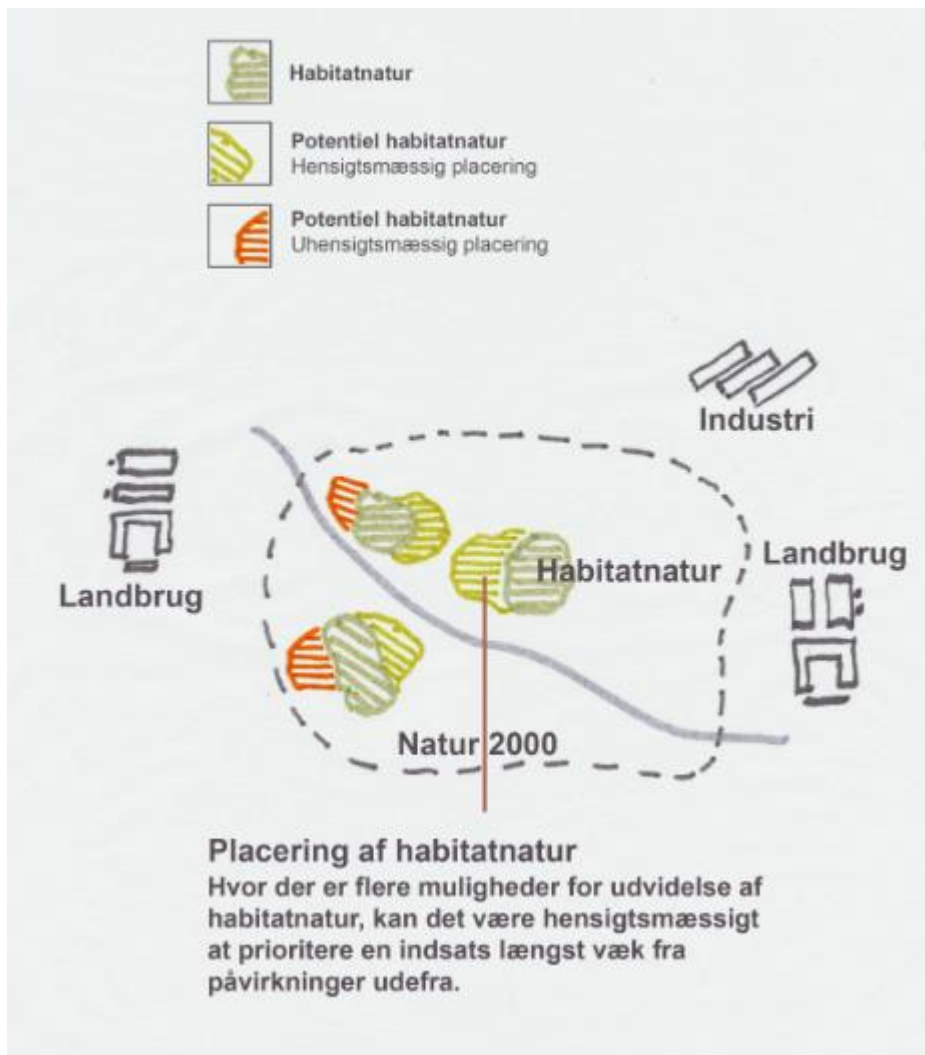 Habitatnatur
Potentiel habitatnatur
Hensigtsmæssig placering
Potentiel habitatnatur
Uhensigtsmæssig placering
Industri
Landbrug
Habitatnatur
Landbrug
Natur 2000
Placering af habitatnatur
Hvor der er flere muligheder for udvidelse af
habitatnatur, kan det være hensigtsmæssigt
at prioritere en indsats længst væk fra
påvirkninger udefra.